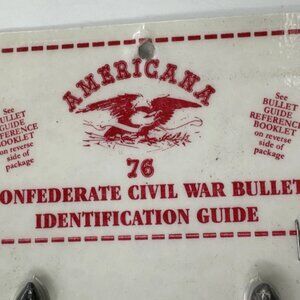 AMERICANA
76
ONFEDERATE CIVIL WAR BULLE
IDENTIFICATION GUIDE
See
BULLET
GUIDE
REFERENCE
BOOKLET
on reverse
side of
package
See
BULLET
GUIDE
REFERENCE
BOOKLET
on reverse
side of
package